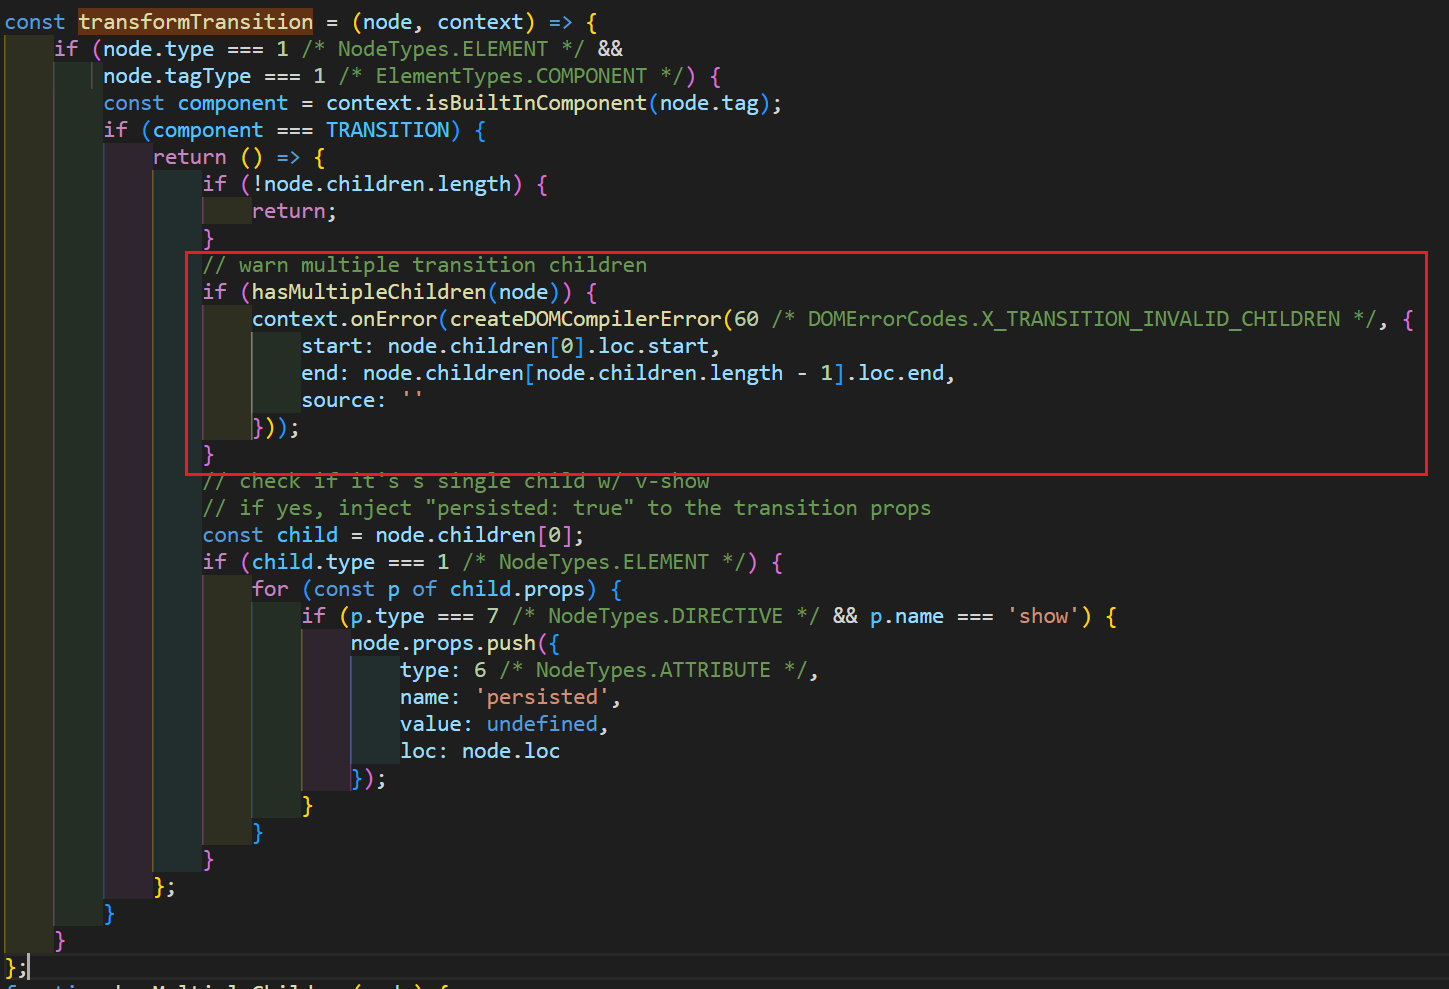 const transformTransition = (node, context) => {
if (node.type === 1 /* NodeTypes.ELEMENT */ &&
node.tagType === 1 /* ElementTypes.COMPONENT */) {
const component = context.isBuiltInComponent(node.tag);
if (component === TRANSITION) {
return () => {
if (!node.children.length) {
return;
}
// warn multiple transition children
if (hasMultipleChildren(node)) {
context.onError(createDOMCompilerError(60 /* DOMErrorCodes.X_TRANSITION_INVALID_CHILDREN */, {
start: node.children[0].loc.start,
end: node.children[node.children.length - 1].loc.end,
source: ''
}));
}
// check if it's s single child w/ v-show
// if yes, inject "persisted: true" to the transition props
const child = node.children[0];
if (child.type === 1 /* NodeTypes.ELEMENT */) {
for (const p of child.props) {
if (p.type === 7 /* NodeTypes.DIRECTIVE */ && p.name === 'show') {
node.props.push({
type: 6 /* NodeTypes.ATTRIBUTE */,
name: 'persisted',
value: undefined,
loc: node.loc
});
}
}
}
};
}
}
};